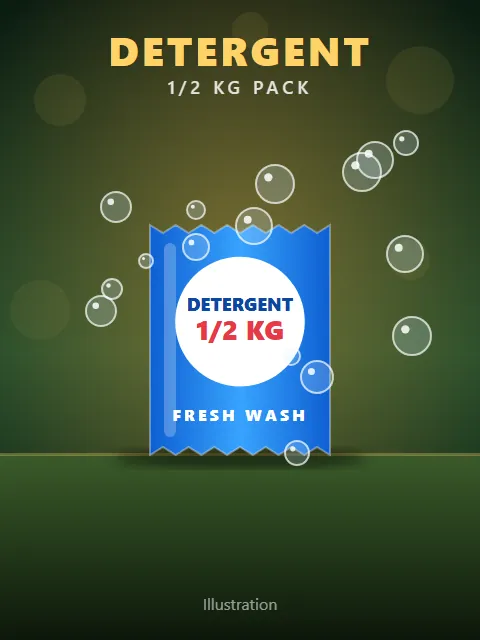 DETERGENT
1/2 KG PACK
DETERGENT
1/2 KG
FRESH WASH
Illustration